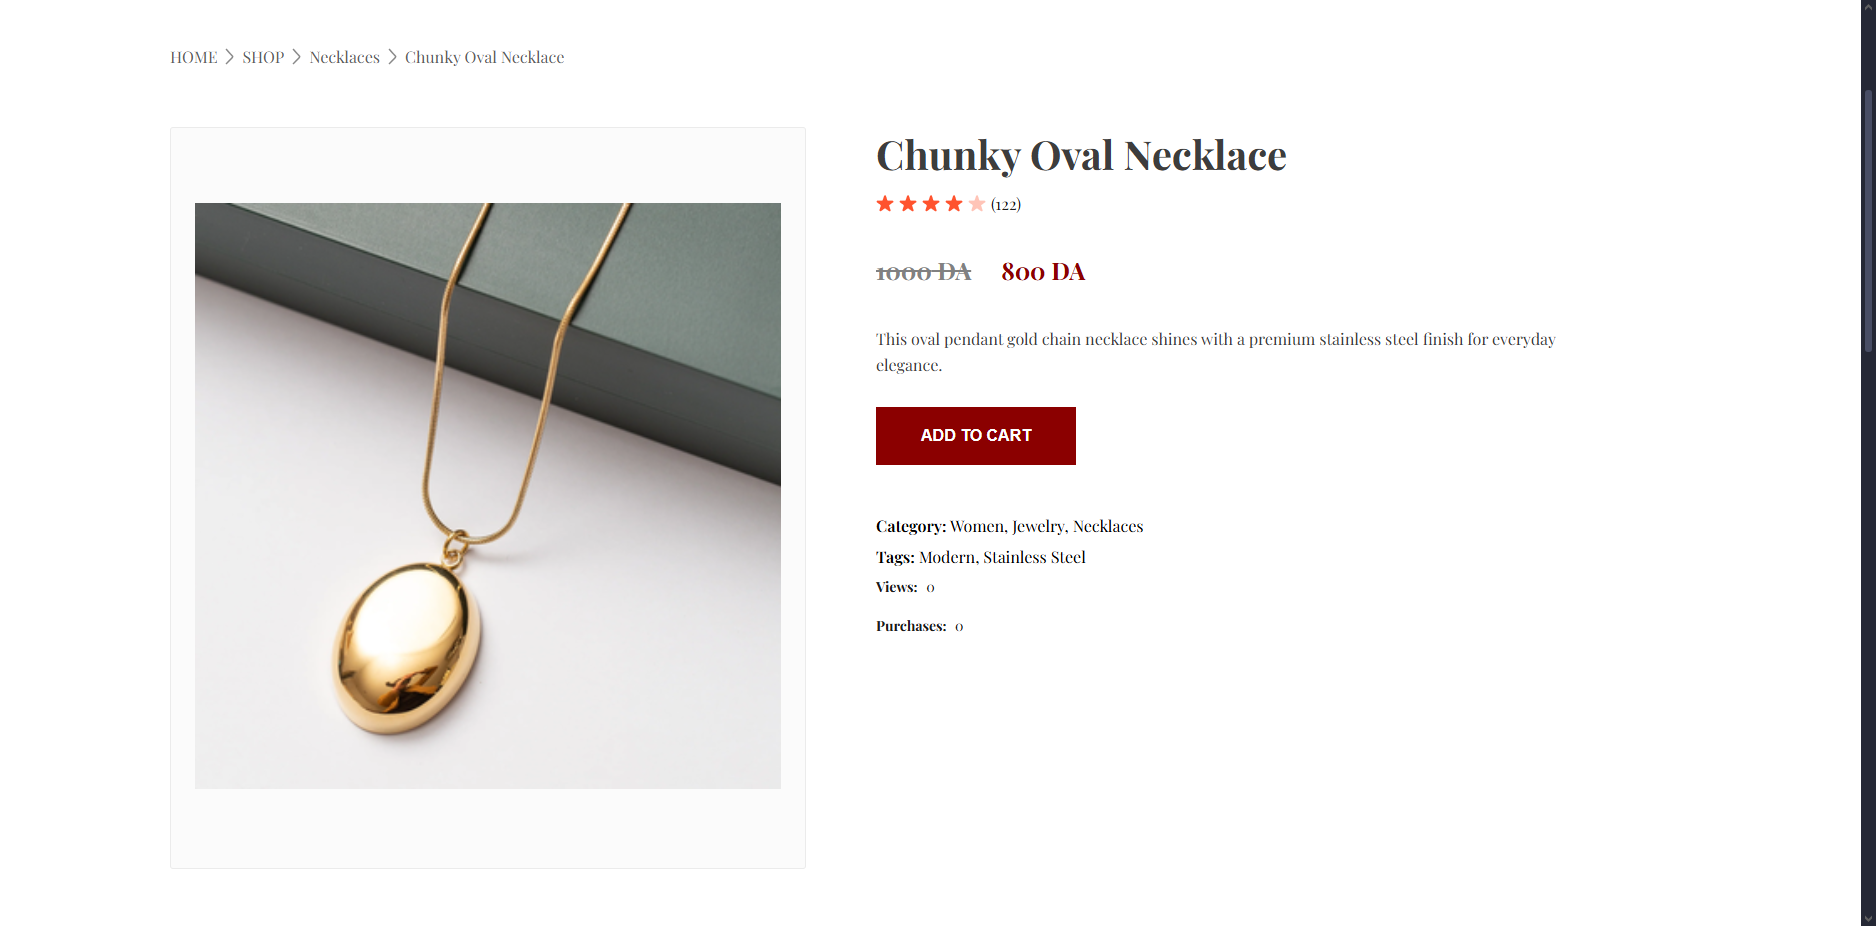 HOME > SHOP > Necklaces > Chunky Oval Necklace
Chunky Oval Necklace
(122)
1000 DA 800 DA
This oval pendant gold chain necklace shines with a premium stainless steel finish for everyday
elegance.
ADD TO CART
Category: Women, Jewelry, Necklaces
Tags: Modern, Stainless Steel
Views: 0
Purchases: 0